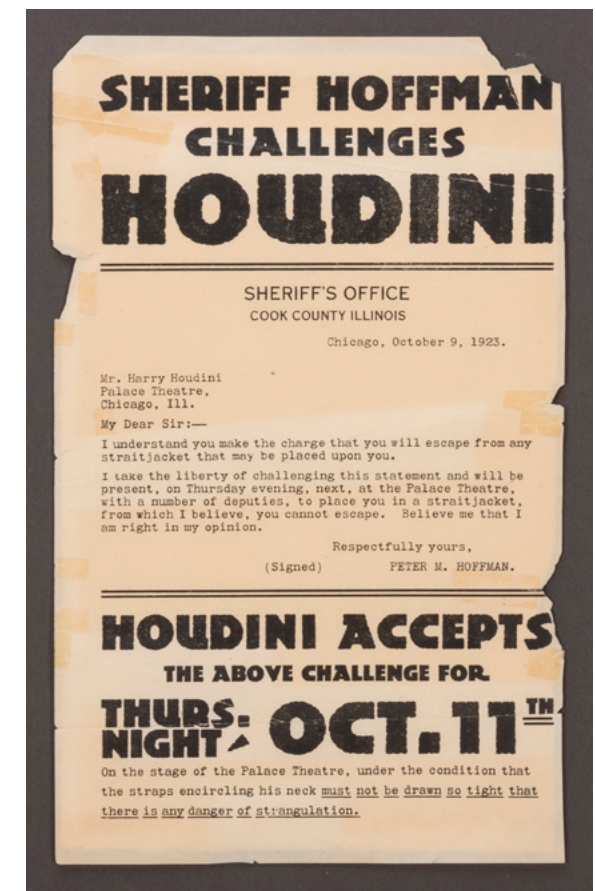 SHERIFF HOFFMAN
CHALLENGES
HOUDINI
SHERIFF'S OFFICE
COOK COUNTY ILLINOIS
Chicago, October 9, 1923.
Mr. Harry Houdini
Palace Theatre,
Chicago, Ill.
My Dear Sir:—
I understand you make the charge that you will escape from any
straitjacket that may be placed upon you.
I take the liberty of challenging this statement and will be
present, on Thursday evening, next, at the Palace Theatre,
with a number of deputies, to place you in a straitjacket,
from which I believe, you cannot escape. Believe me that I
am right in my opinion.
Respectfully yours,
(Signed) PETER M. HOFFMAN.
HOUDINI ACCEPTS
THE ABOVE CHALLENGE FOR
THURS. NIGHT OCT. 11TH
On the stage of the Palace Theatre, under the condition that
the straps encircling his neck must not be drawn so tight that
there is any danger of strangulation.